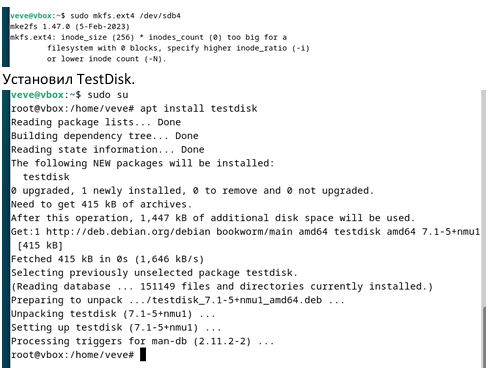 veve@vbox:~$ sudo mkfs.ext4 /dev/sdb4
mke2fs 1.47.0 (5-Feb-2023)
mkfs.ext4: inode_size (256) * inodes_count (0) too big for a
filesystem with 0 blocks, specify higher inode_ratio (-i)
or lower inode count (-N).
Установил TestDisk.
veve@vbox:~$ sudo su
root@vbox:/home/veve# apt install testdisk
Reading package lists... Done
Building dependency tree... Done
Reading state information... Done
The following NEW packages will be installed:
testdisk
0 upgraded, 1 newly installed, 0 to remove and 0 not upgraded.
Need to get 415 kB of archives.
After this operation, 1,447 kB of additional disk space will be used.
Get:1 http://deb.debian.org/debian bookworm/main amd64 testdisk amd64 7.1-5+nmu1
[415 kB]
Fetched 415 kB in 0s (1,646 kB/s)
Selecting previously unselected package testdisk.
(Reading database ... 151149 files and directories currently installed.)
Preparing to unpack .../testdisk_7.1-5+nmu1_amd64.deb ...
Unpacking testdisk (7.1-5+nmu1) ...
Setting up testdisk (7.1-5+nmu1) ...
Processing triggers for man-db (2.11.2-2) ...
root@vbox:/home/veve#